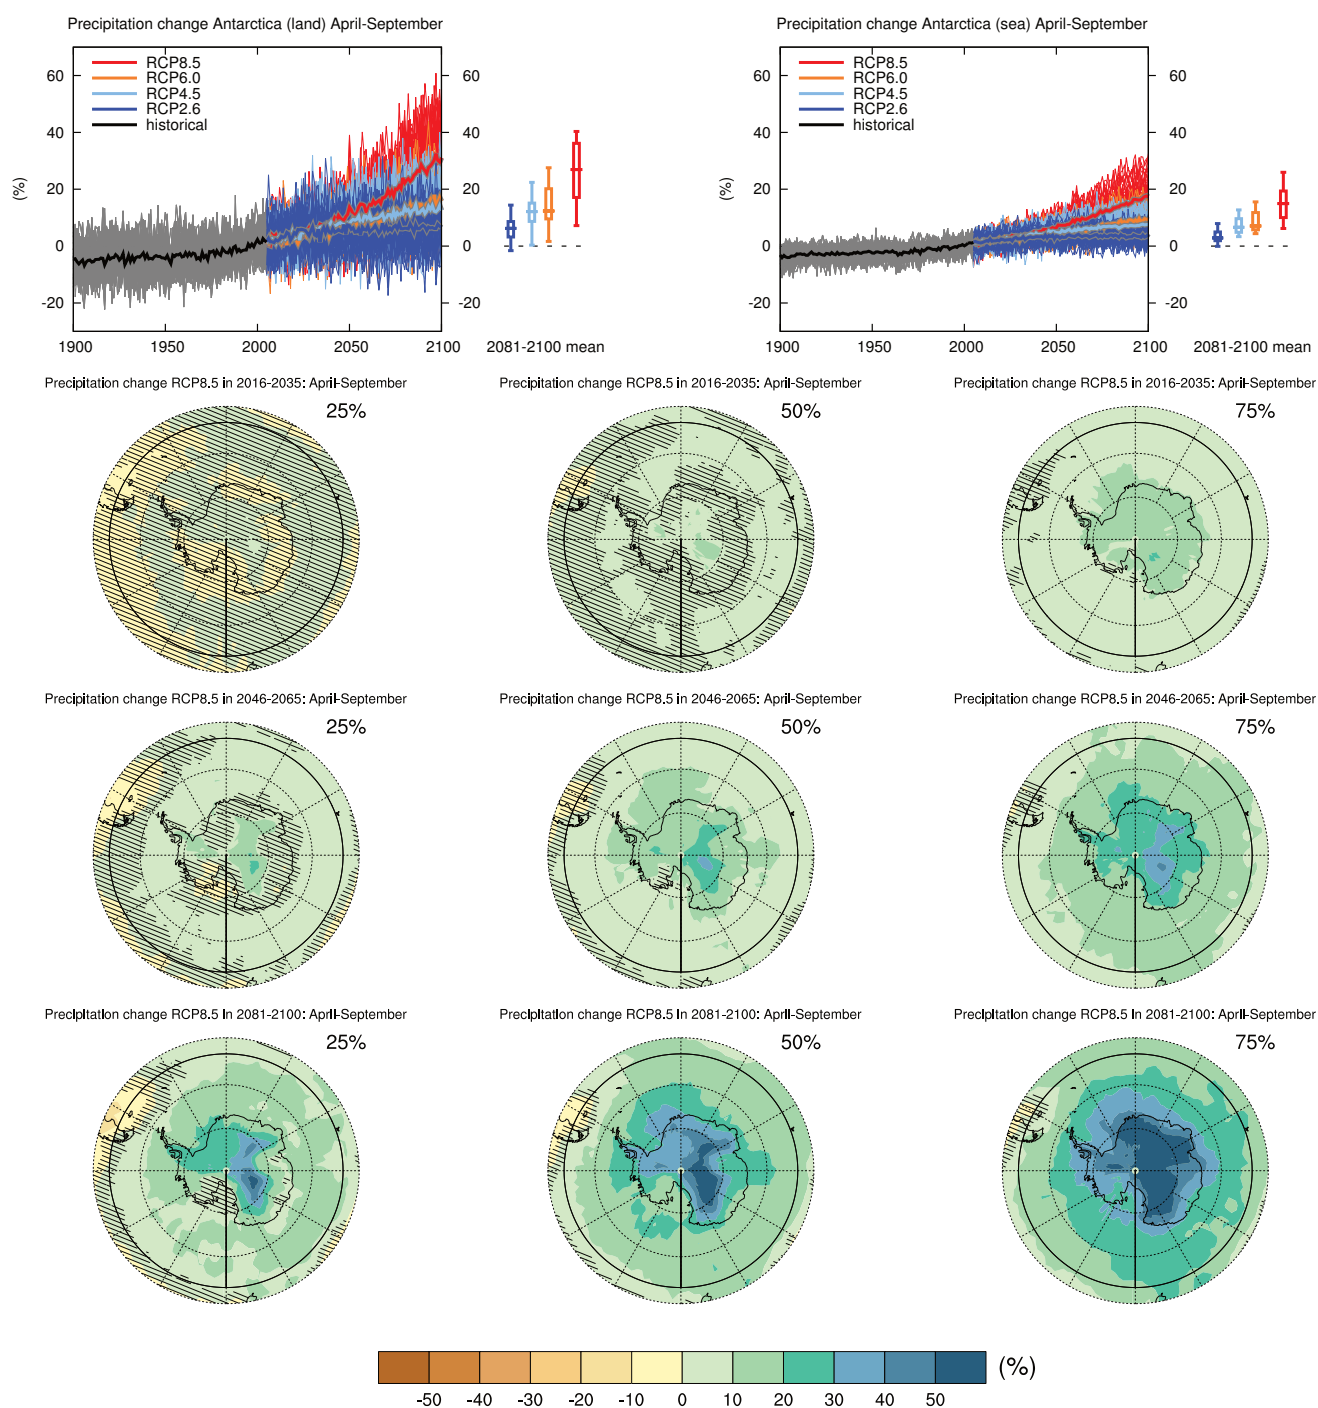 Precipitation change Antarctica (land) April-September
Precipitation change Antarctica (sea) April-September
60
40
20
0
-20
(%)
RCP8.5
RCP6.0
RCP4.5
RCP2.6
historical
60
40
20
0
-20
1900
1950
2000
2050
2100
2081-2100 mean
60
40
20
0
-20
(%)
RCP8.5
RCP6.0
RCP4.5
RCP2.6
historical
60
40
20
0
-20
1900
1950
2000
2050
2100
2081-2100 mean
Precipitation change RCP8.5 in 2016-2035: April-September
25%
Precipitation change RCP8.5 in 2016-2035: April-September
50%
Precipitation change RCP8.5 in 2016-2035: April-September
75%
Precipitation change RCP8.5 in 2046-2065: April-September
25%
Precipitation change RCP8.5 in 2046-2065: April-September
50%
Precipitation change RCP8.5 in 2046-2065: April-September
75%
Precipitation change RCP8.5 in 2081-2100: April-September
25%
Precipitation change RCP8.5 in 2081-2100: April-September
50%
Precipitation change RCP8.5 in 2081-2100: April-September
75%
(%)
-50 -40 -30 -20 -10 0 10 20 30 40 50